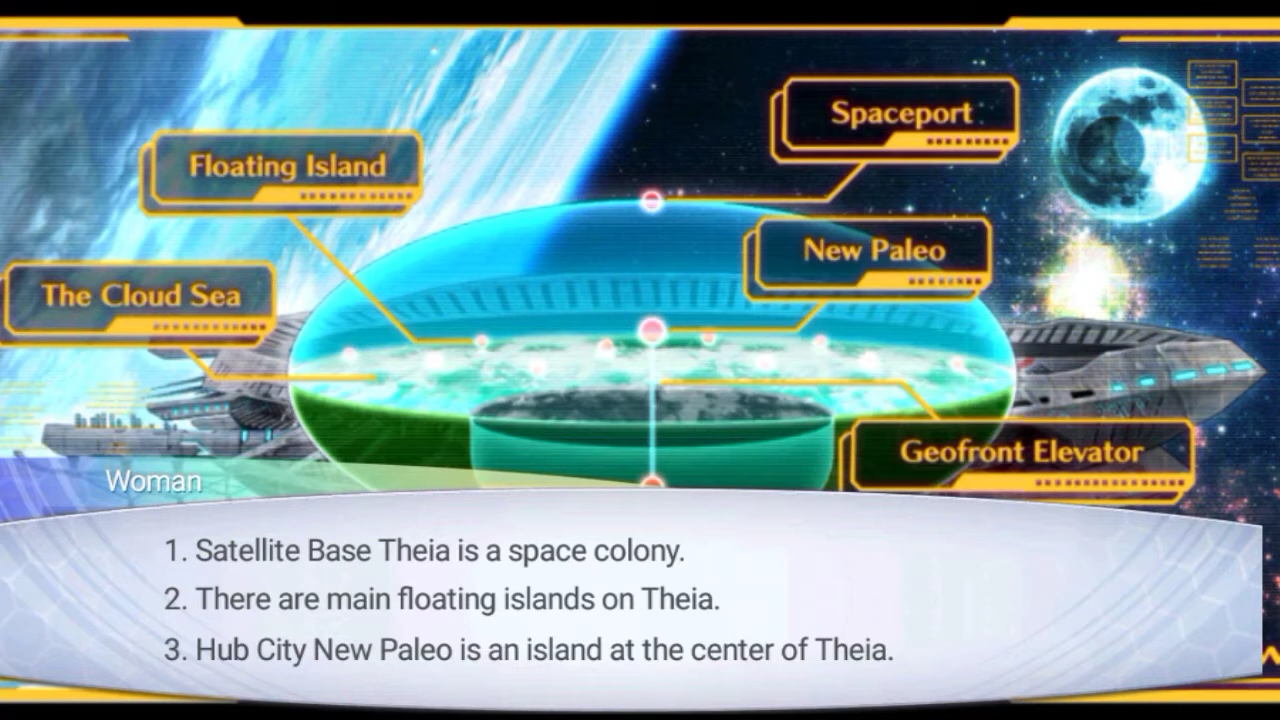 Spaceport
Floating Island
New Paleo
The Cloud Sea
Geofront Elevator
Woman
1. Satellite Base Theia is a space colony.
2. There are main floating islands on Theia.
3. Hub City New Paleo is an island at the center of Theia.